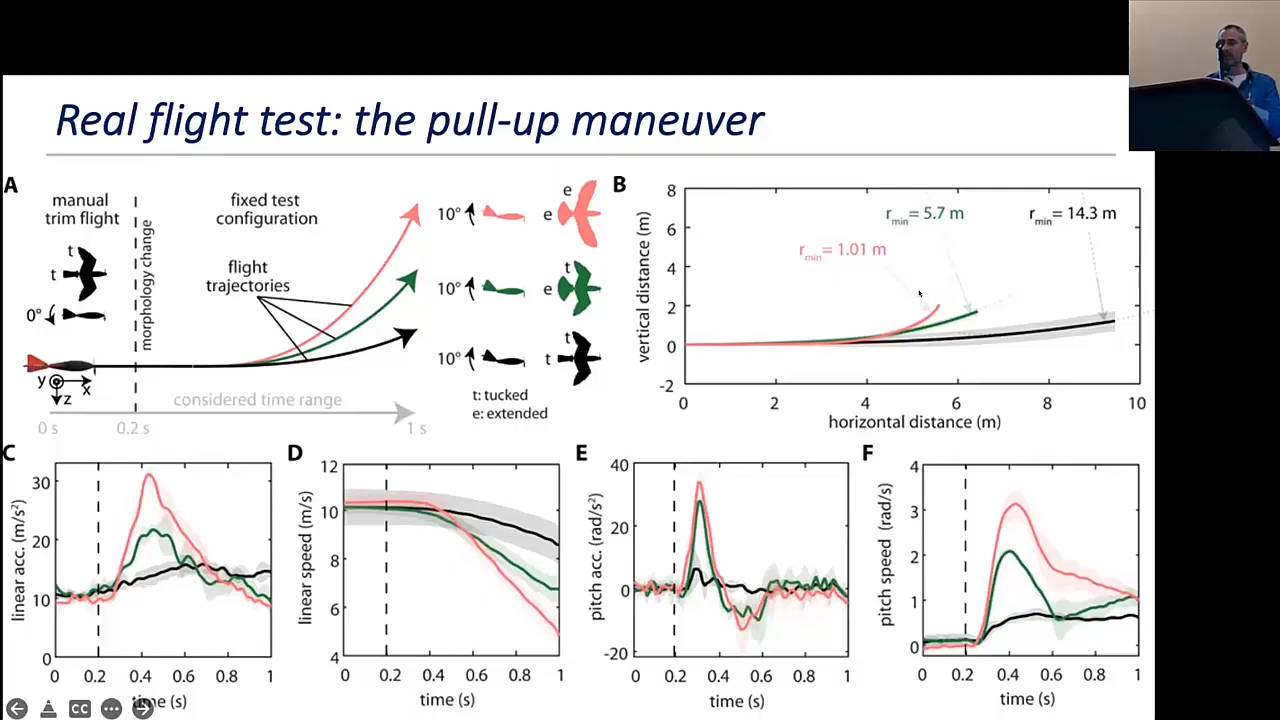 Real flight test: the pull-up maneuver
A
manual
trim flight
t
t
0°
morphology change
fixed test
configuration
flight
trajectories
10°
e
e
10°
t
e
10°
t
t
t: tucked
e: extended
y
x
z
considered time range
0 s
0.2 s
1 s
B
vertical distance (m)
8
6
4
2
0
-2
r min = 1.01 m
r min = 5.7 m
r min = 14.3 m
0 2 4 6 8 10
horizontal distance (m)
C
linear acc. (m/s²)
30
20
10
0
0 0.2 0.4 0.6 0.8 1
time (s)
D
linear speed (m/s)
12
10
8
6
4
0 0.2 0.4 0.6 0.8 1
time (s)
E
pitch acc. (rad/s²)
40
20
0
-20
0 0.2 0.4 0.6 0.8 1
time (s)
F
pitch speed (rad/s)
4
3
2
1
0
0 0.2 0.4 0.6 0.8 1
time (s)
CC